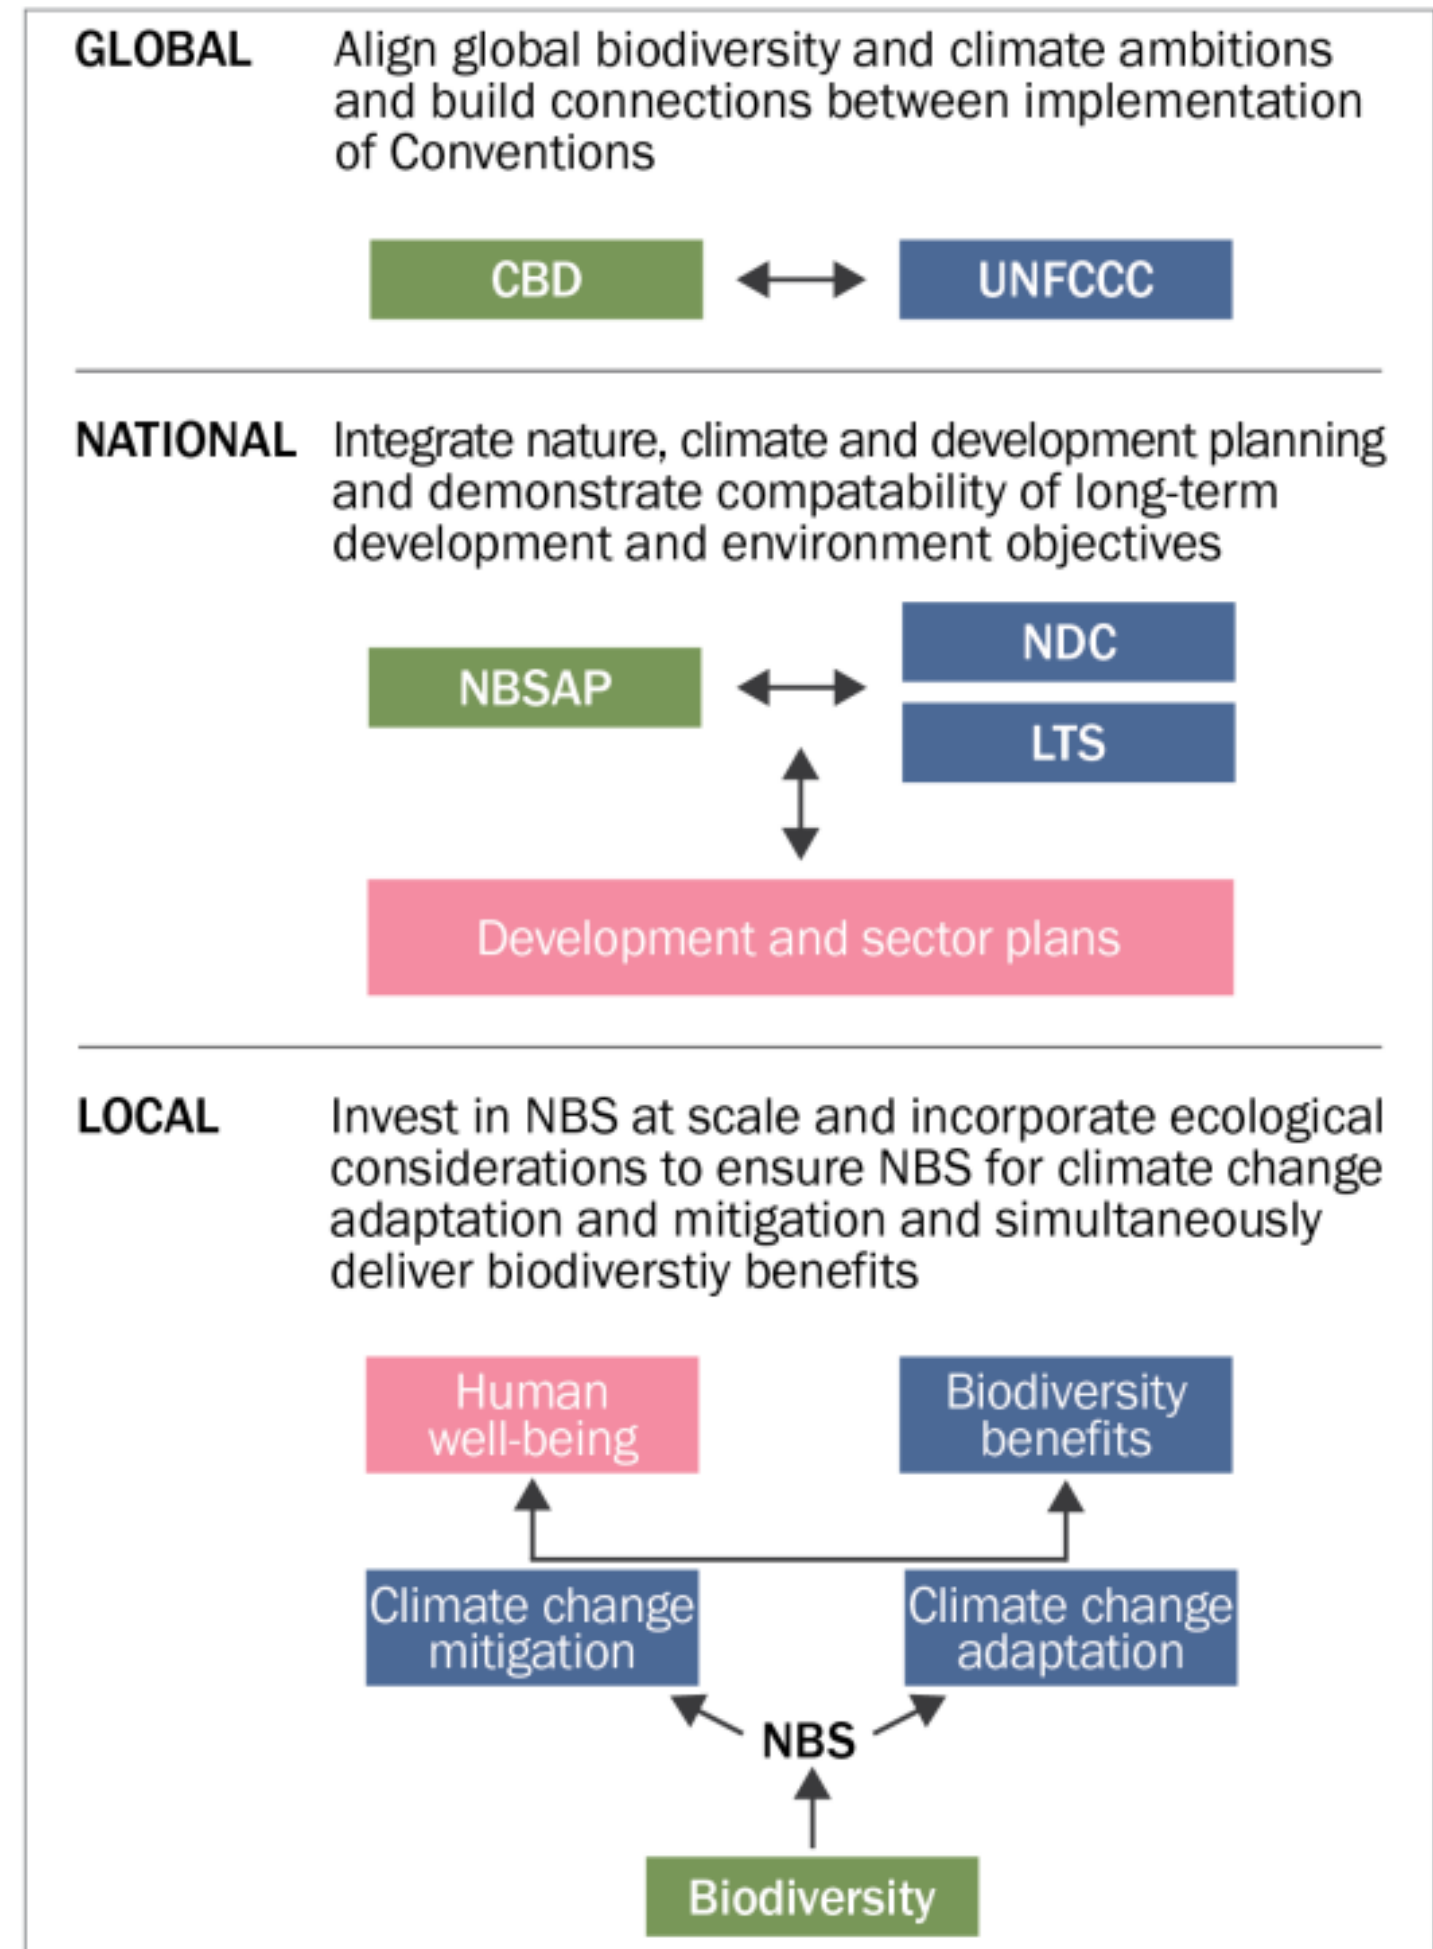 GLOBAL
Align global biodiversity and climate ambitions
and build connections between implementation
of Conventions
CBD
UNFCCC
NATIONAL
Integrate nature, climate and development planning
and demonstrate compatability of long-term
development and environment objectives
NBSAP
NDC
LTS
Development and sector plans
LOCAL
Invest in NBS at scale and incorporate ecological
considerations to ensure NBS for climate change
adaptation and mitigation and simultaneously
deliver biodiverstiy benefits
Human
well-being
Biodiversity
benefits
Climate change
mitigation
Climate change
adaptation
NBS
Biodiversity